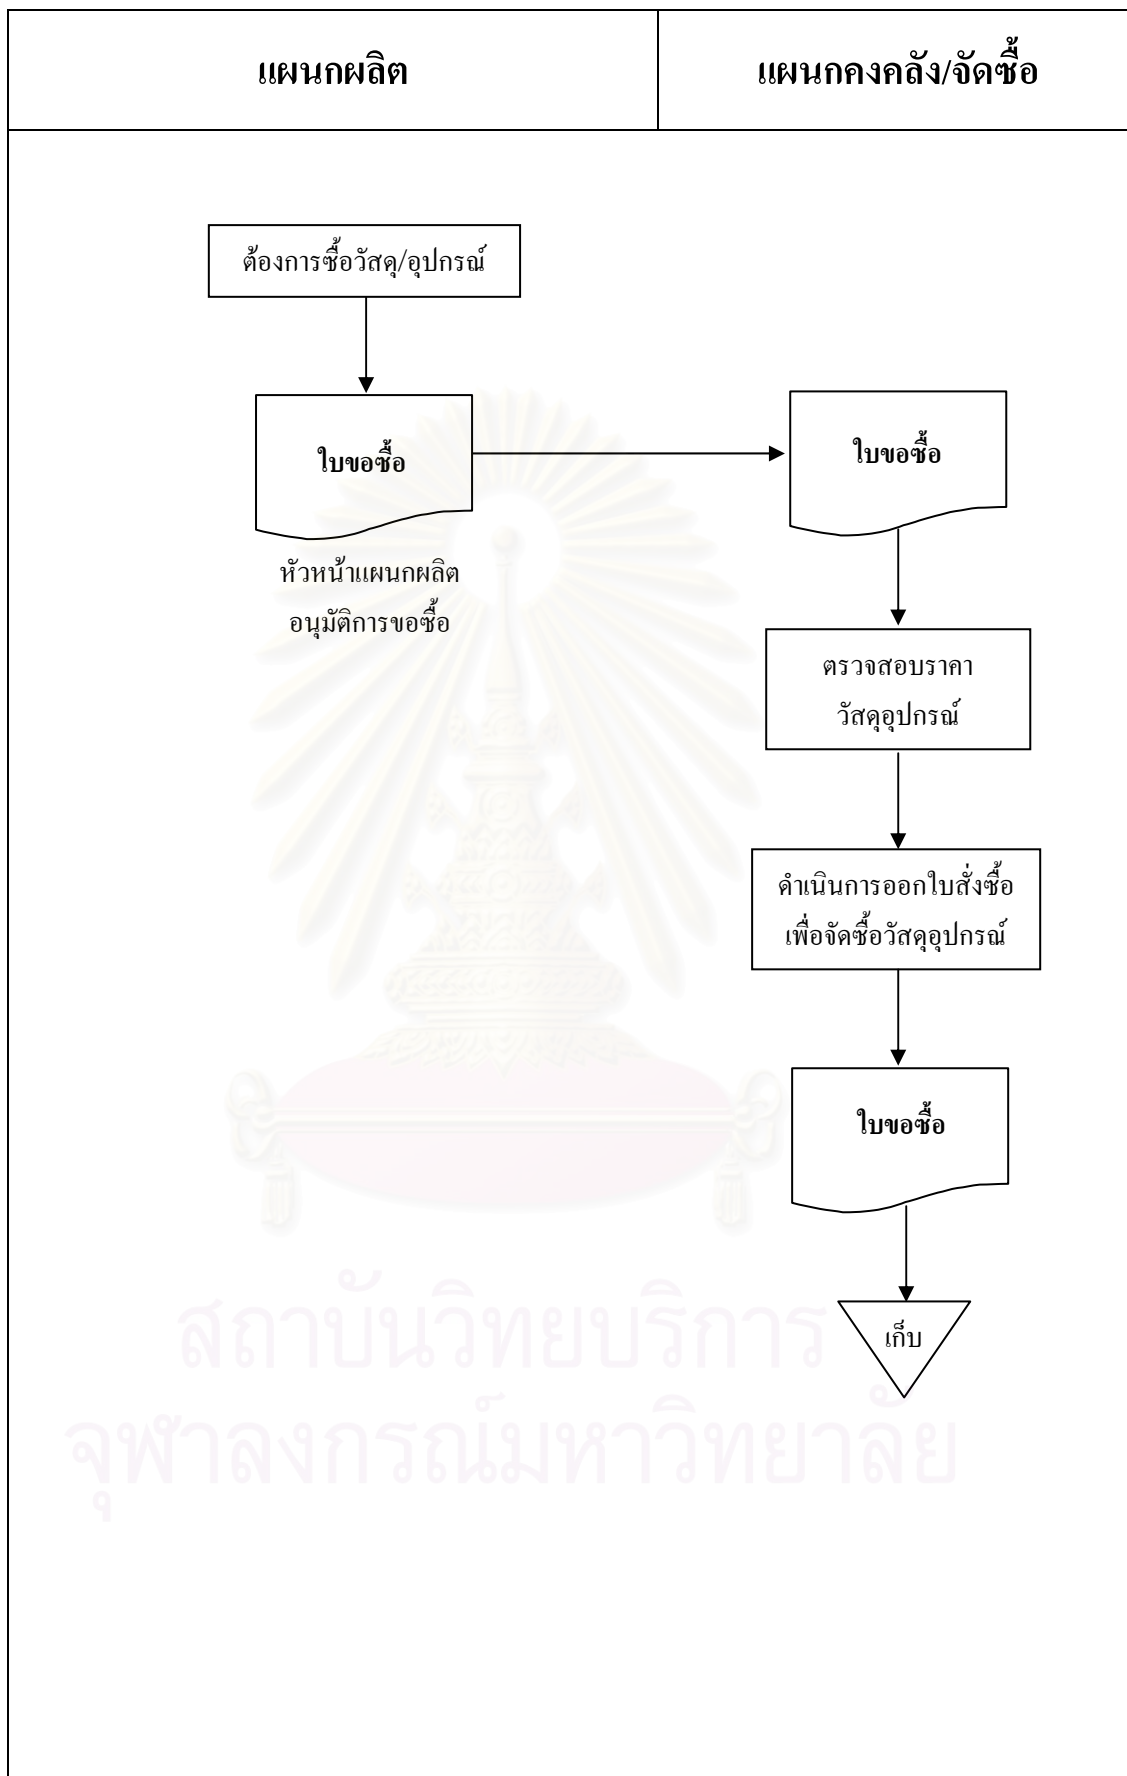 แผนกผลิต
แผนกคงคลัง/จัดซื้อ
ต้องการซื้อวัสดุ/อุปกรณ์
ใบขอซื้อ
ใบขอซื้อ
หัวหน้าแผนกผลิต
อนุมัติการขอซื้อ
ตรวจสอบราคา
วัสดุอุปกรณ์
ดำเนินการออกใบสั่งซื้อ
เพื่อจัดซื้อวัสดุอุปกรณ์
ใบขอซื้อ
เก็บ
สถาบันวิทยบริการ
จุฬาลงกรณ์มหาวิทยาลัย